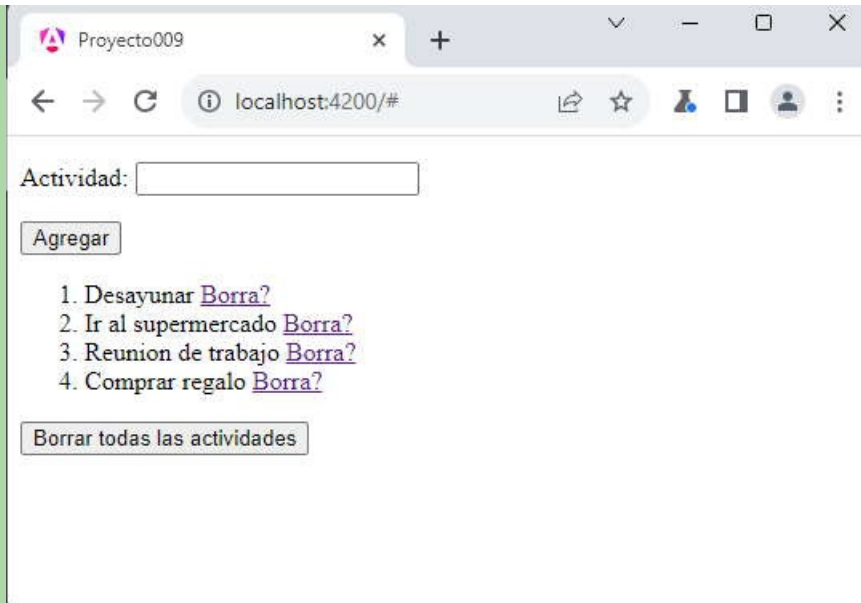 Proyecto009
localhost:4200/#
Actividad:
Agregar
1. Desayunar Borra?
2. Ir al supermercado Borra?
3. Reunion de trabajo Borra?
4. Comprar regalo Borra?
Borrar todas las actividades